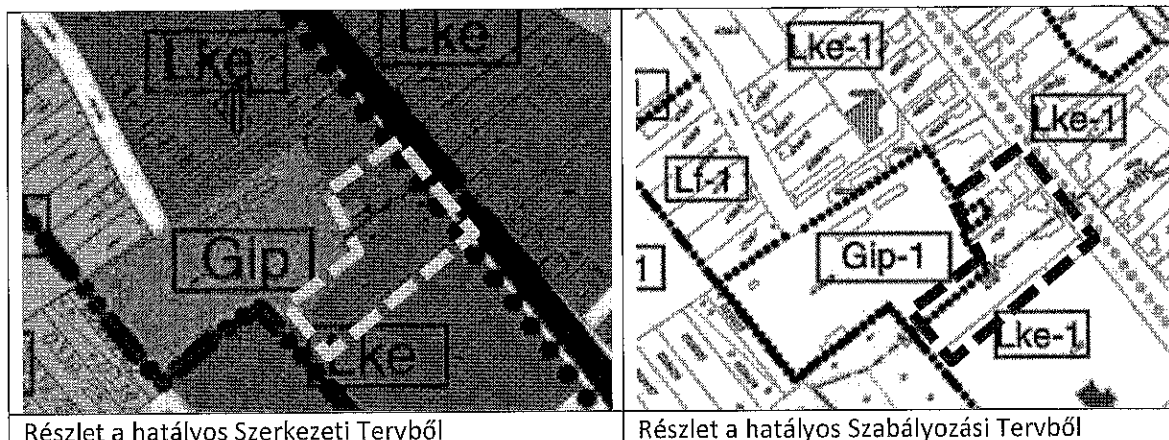 Lke
Lke
Gip
Lke
Részlet a hatályos Szerkezeti Tervből
Lke-1
Lke-1
Lf-1
Gip-1
Lke-1
Részlet a hatályos Szabályozási Tervből